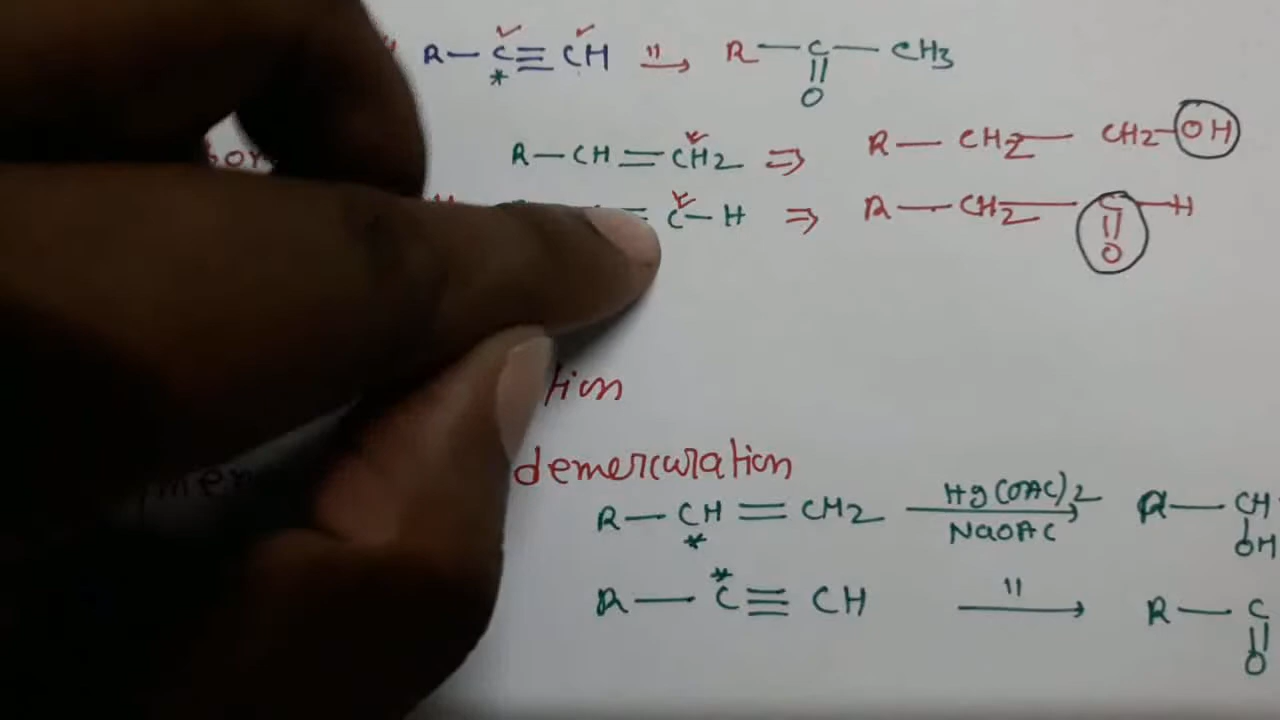 " R—C≡CH " → R—C—CH3
* || O
R—CH=CH2 ⇒ R—CH2—CH2—OH
= C—H ⇒ R—CH2—C—H
|| O
tion
demercuration
R—CH=CH2 Hg(OAC)2 R—CH
* NaOAC OH
*
R—C≡CH " → R—C
|| O